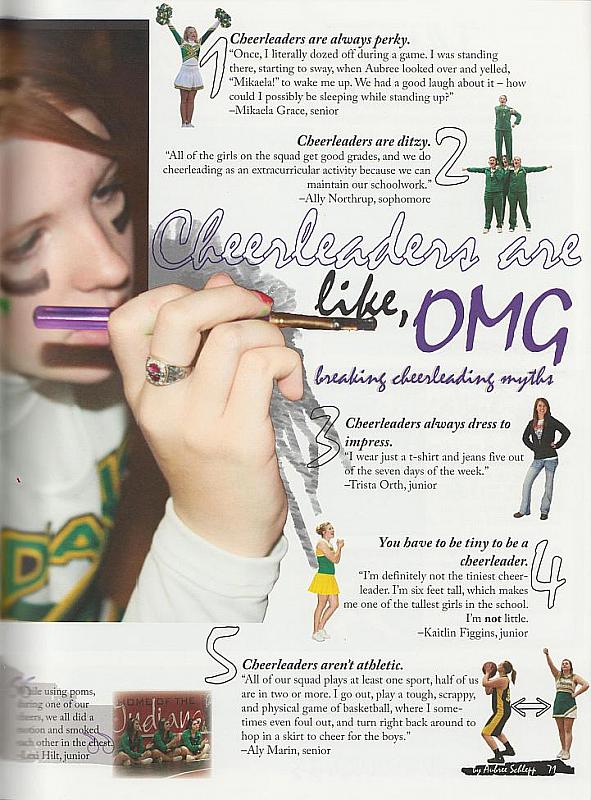 1
Cheerleaders are always perky.
"Once, I literally dozed off during a game. I was standing
there, starting to sway, when Aubree looked over and yelled,
"Mikaela!" to wake me up. We had a good laugh about it – how
could I possibly be sleeping while standing up?"
–Mikaela Grace, senior
2
Cheerleaders are ditzy.
"All of the girls on the squad get good grades, and we do
cheerleading as an extracurricular activity because we can
maintain our schoolwork."
–Ally Northrup, sophomore
Cheerleaders are
like, OMG
breaking cheerleading myths
3
Cheerleaders always dress to
impress.
"I wear just a t-shirt and jeans five out
of the seven days of the week."
–Trista Orth, junior
4
You have to be tiny to be a
cheerleader.
"I'm definitely not the tiniest cheer-
leader. I'm six feet tall, which makes
me one of the tallest girls in the school.
I'm not little.
–Kaitlin Figgins, junior
5
Cheerleaders aren't athletic.
"All of our squad plays at least one sport, half of us
are in two or more. I go out, play a tough, scrappy,
and physical game of basketball, where I some-
times even foul out, and turn right back around to
hop in a skirt to cheer for the boys."
–Aly Marin, senior
using poms,
one of our
we all did a
motion and smoked
each other in the chest.
Hilt, junior
HOME OF THE
Indians
by Aubree Schlepp 71